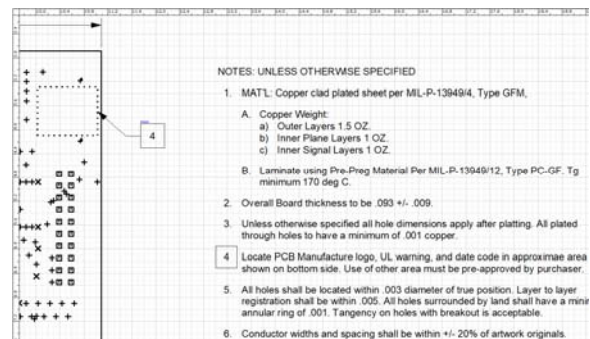 NOTES: UNLESS OTHERWISE SPECIFIED
1. MAT'L: Copper clad plated sheet per MIL-P-13949/4, Type GFM,
A. Copper Weight:
a) Outer Layers 1.5 OZ.
b) Inner Plane Layers 1 OZ.
c) Inner Signal Layers 1 OZ.
4
B. Laminate using Pre-Preg Material Per MIL-P-13949/12, Type PC-GF. Tg
minimum 170 deg C.
2. Overall Board thickness to be .093 +/- .009.
3. Unless otherwise specified all hole dimensions apply after platting. All plated
through holes to have a minimum of .001 copper.
4 Locate PCB Manufacture logo, UL warning, and date code in approximae area
shown on bottom side. Use of other area must be pre-approved by purchaser.
5. All holes shall be located within .003 diameter of true position. Layer to layer
registration shall be within .005. All holes surrounded by land shall have a minim
annular ring of .001. Tangency on holes with breakout is acceptable.
6. Conductor widths and spacing shall be within +/- 20% of artwork originals.